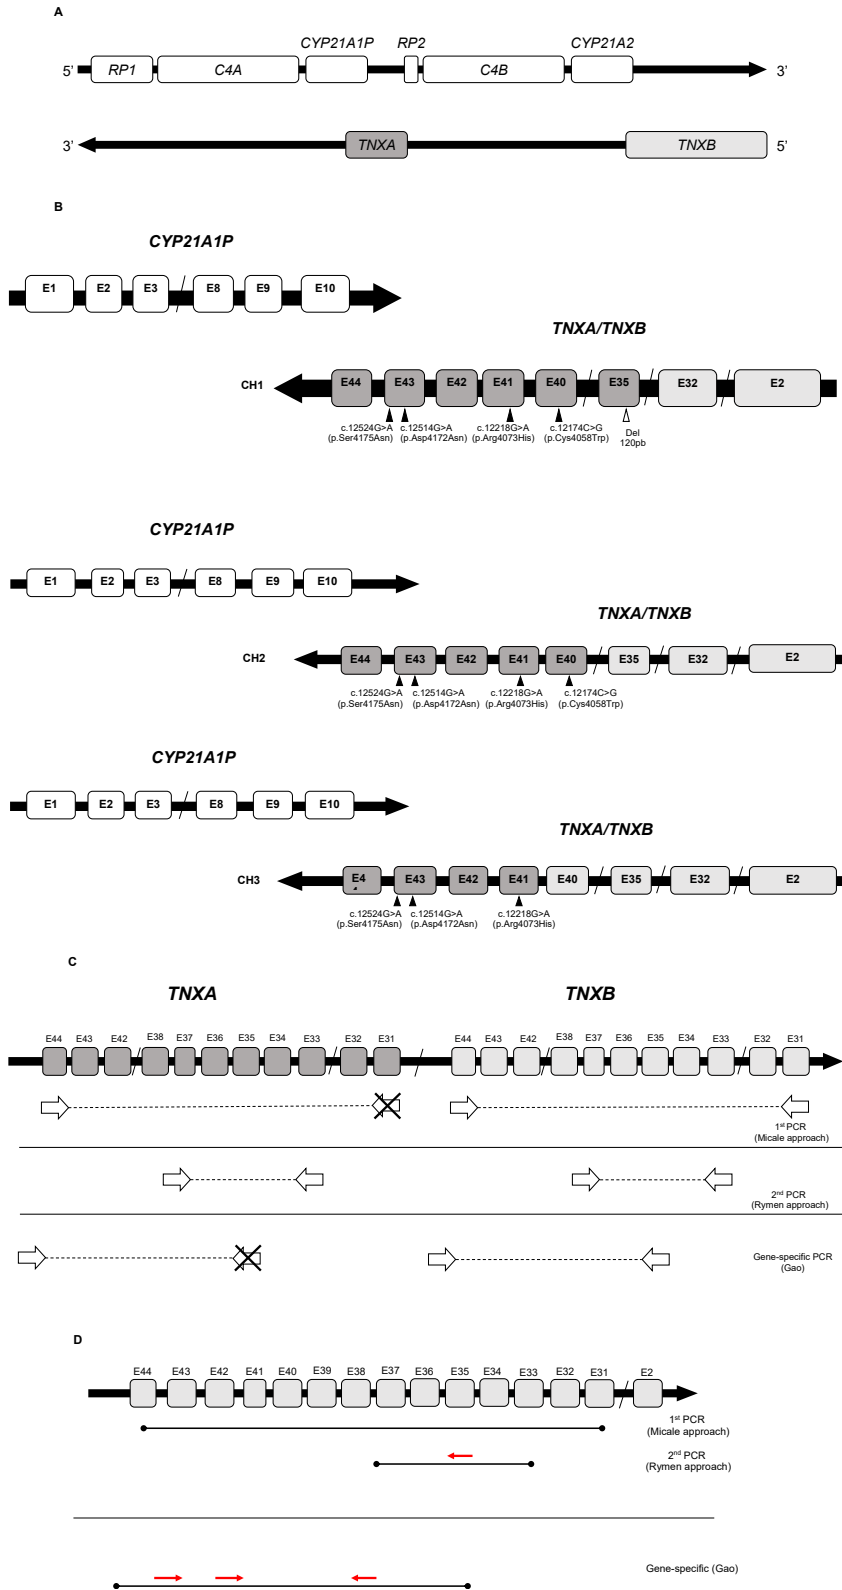 A
CYP21A1P RP2 CYP21A2
5' RP1 C4A C4B 3'
3' TNXA TNXB 5'
B
CYP21A1P
E1 E2 E3 E8 E9 E10
TNXA/TNXB
CH1 E44 E43 E42 E41 E40 E35 E32 E2
c.12524G>A c.12514G>A c.12218G>A c.12174C>G Del
(p.Ser4175Asn) (p.Asp4172Asn) (p.Arg4073His) (p.Cys4058Trp) 120pb
CYP21A1P
E1 E2 E3 E8 E9 E10
TNXA/TNXB
CH2 E44 E43 E42 E41 E40 E35 E32 E2
c.12524G>A c.12514G>A c.12218G>A c.12174C>G
(p.Ser4175Asn) (p.Asp4172Asn) (p.Arg4073His) (p.Cys4058Trp)
CYP21A1P
E1 E2 E3 E8 E9 E10
TNXA/TNXB
CH3 E4 E43 E42 E41 E40 E35 E32 E2
c.12524G>A c.12514G>A c.12218G>A
(p.Ser4175Asn) (p.Asp4172Asn) (p.Arg4073His)
C
TNXA TNXB
E44 E43 E42 E38 E37 E36 E35 E34 E33 E32 E31 E44 E43 E42 E38 E37 E36 E35 E34 E33 E32 E31
1st PCR
(Micale approach)
2nd PCR
(Rymen approach)
Gene-specific PCR
(Gao)
D
E44 E43 E42 E41 E40 E39 E38 E37 E36 E35 E34 E33 E32 E31 E2
1st PCR
(Micale approach)
2nd PCR
(Rymen approach)
Gene-specific (Gao)